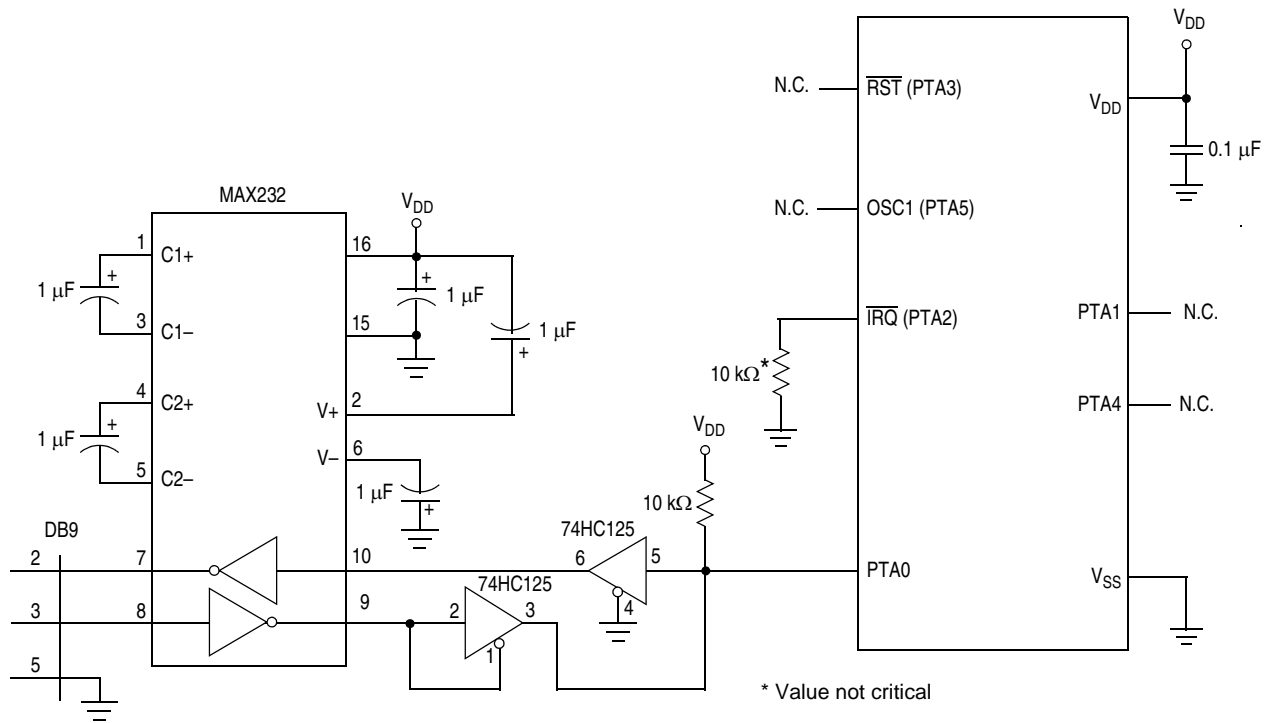 V_DD
N.C.
RST (PTA3)
V_DD
0.1 μF
MAX232
V_DD
N.C.
OSC1 (PTA5)
1
C1+
16
1 μF
+
+
1 μF
3
C1–
15
1 μF
+
IRQ (PTA2)
PTA1
N.C.
10 kΩ*
4
C2+
V+
2
PTA4
N.C.
1 μF
+
V–
6
V_DD
5
C2–
1 μF
+
10 kΩ
DB9
74HC125
2
7
10
6
5
PTA0
V_SS
74HC125
4
3
8
9
2
3
1
5
* Value not critical